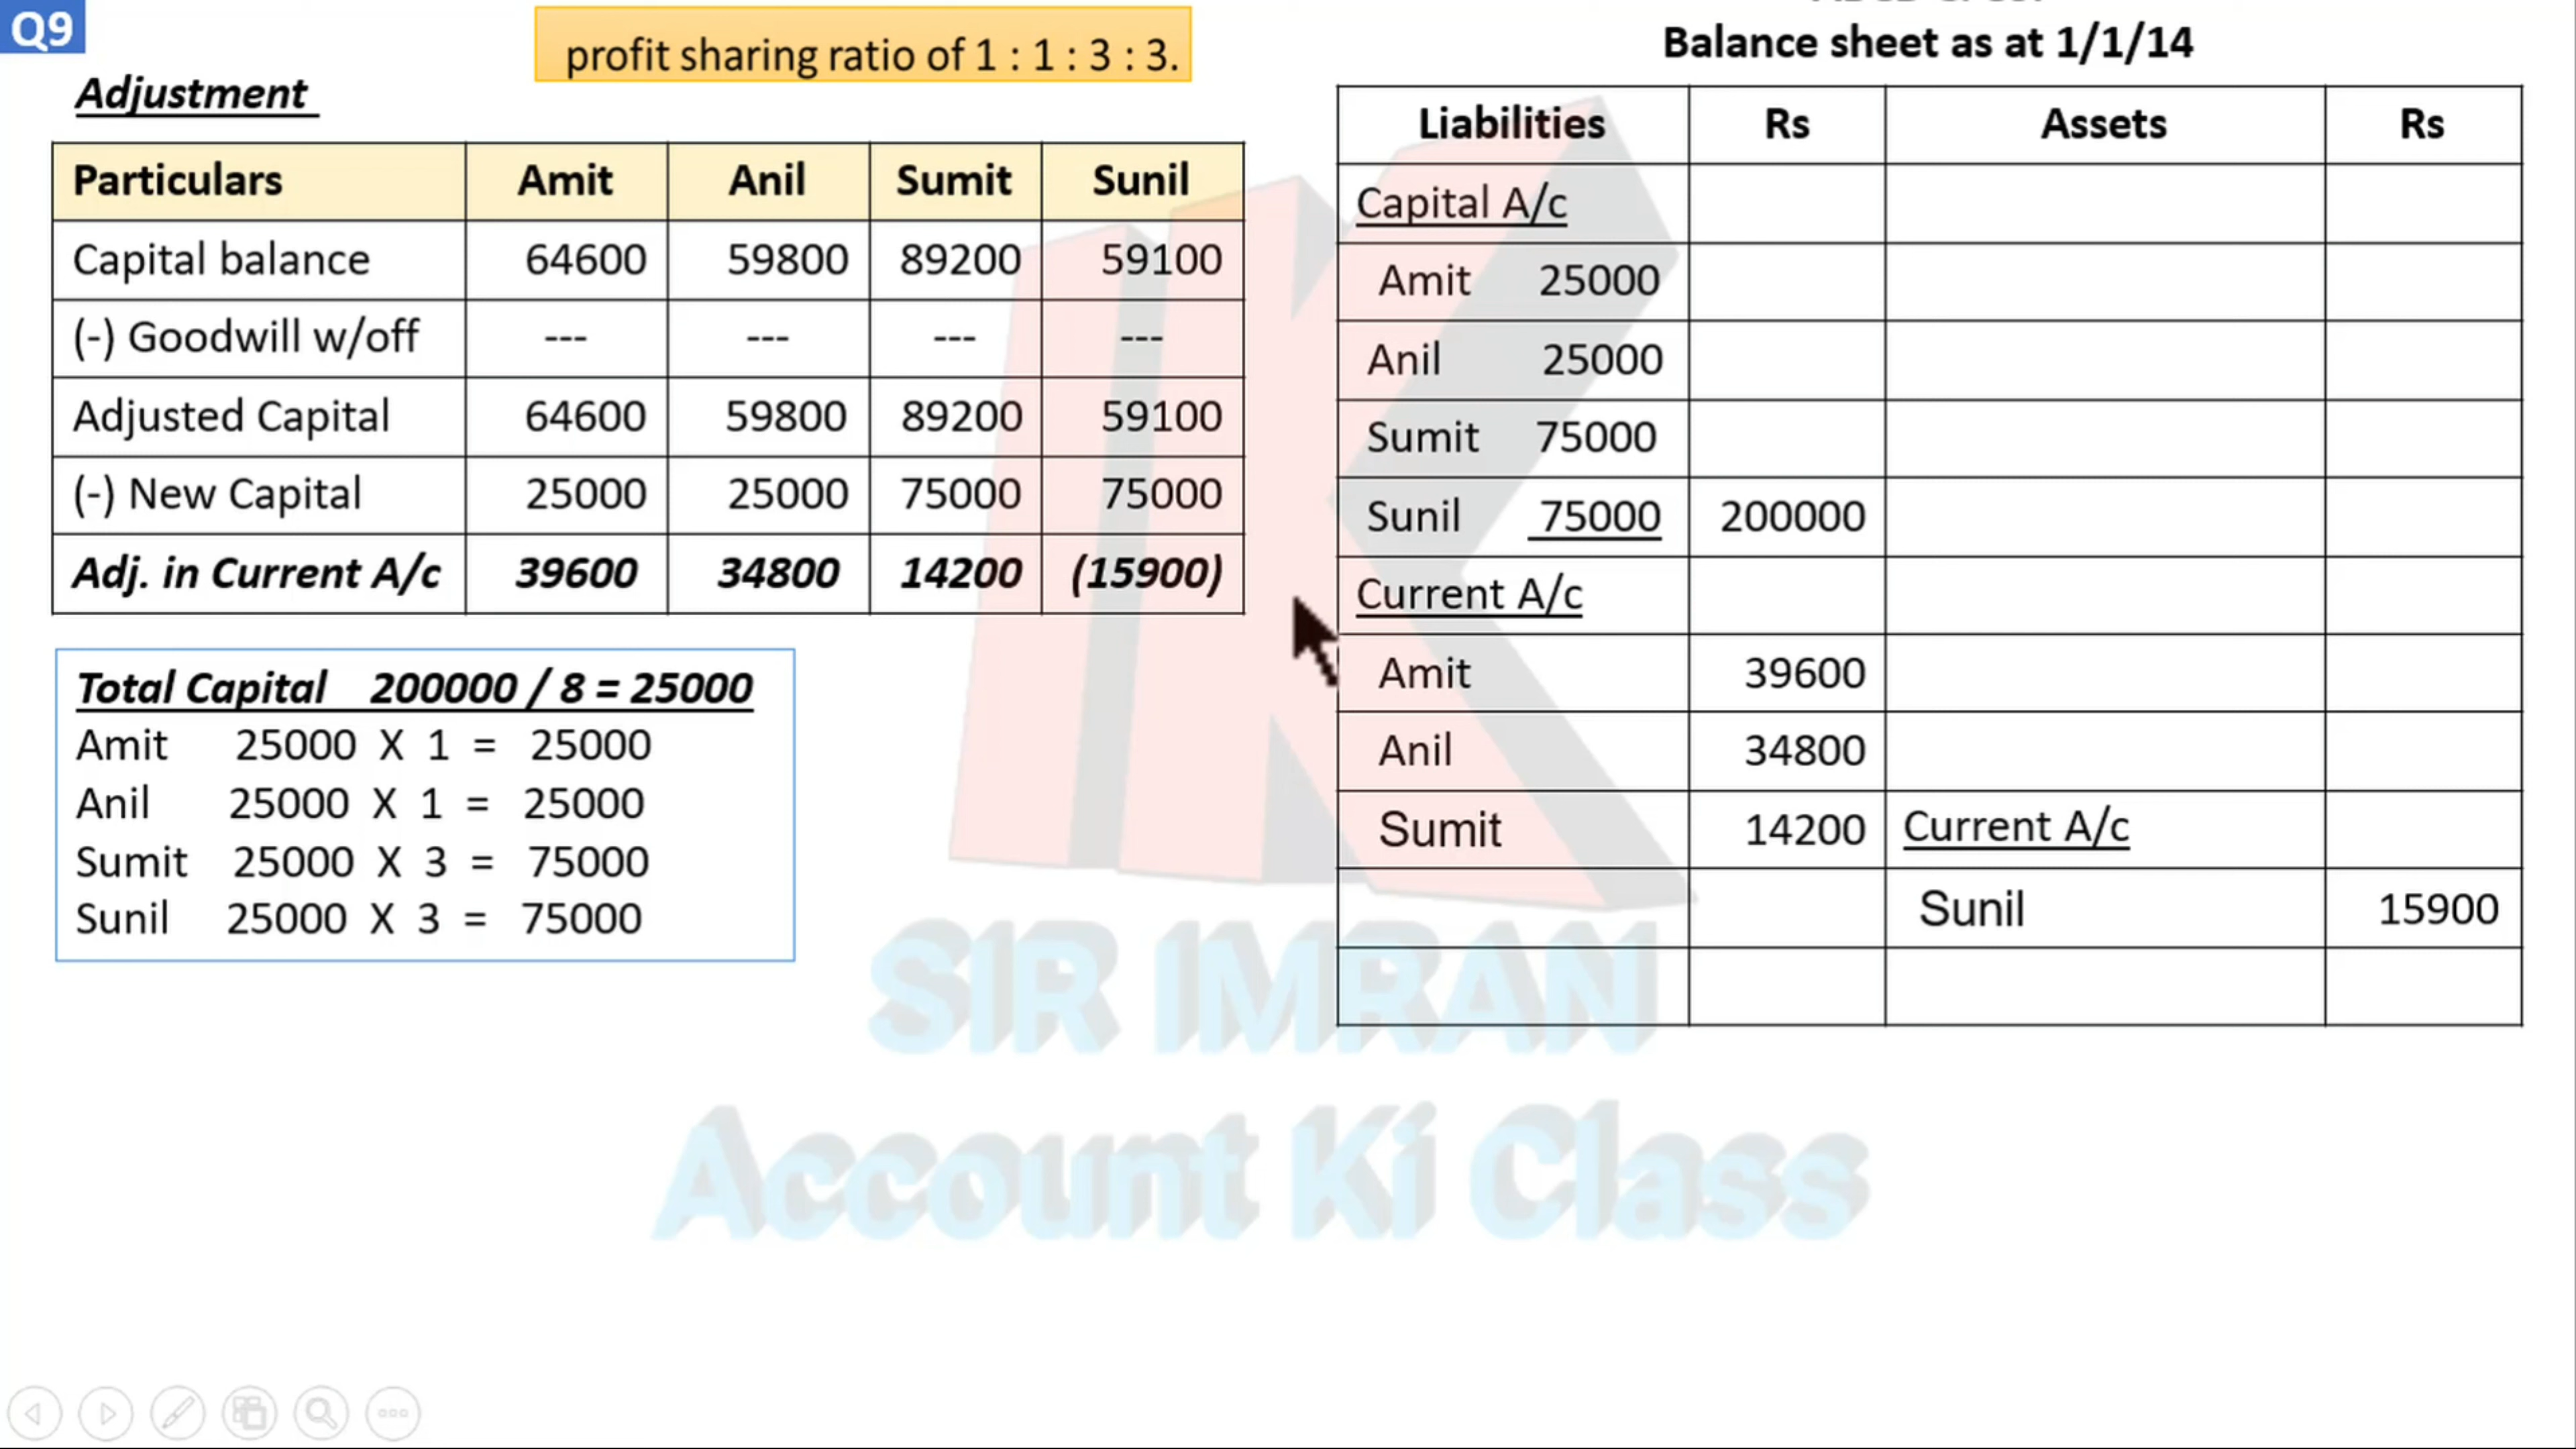 Q9
profit sharing ratio of 1 : 1 : 3 : 3.
Adjustment
Particulars Amit Anil Sumit Sunil
Capital balance 64600 59800 89200 59100
(-) Goodwill w/off --- --- --- ---
Adjusted Capital 64600 59800 89200 59100
(-) New Capital 25000 25000 75000 75000
Adj. in Current A/c 39600 34800 14200 (15900)
Total Capital 200000 / 8 = 25000
Amit 25000 X 1 = 25000
Anil 25000 X 1 = 25000
Sumit 25000 X 3 = 75000
Sunil 25000 X 3 = 75000
Balance sheet as at 1/1/14
Liabilities Rs Assets Rs
Capital A/c
Amit 25000
Anil 25000
Sumit 75000
Sunil 75000 200000
Current A/c
Amit 39600
Anil 34800
Sumit 14200 Current A/c
Sunil 15900
SIR IMRAN
Account Ki Class